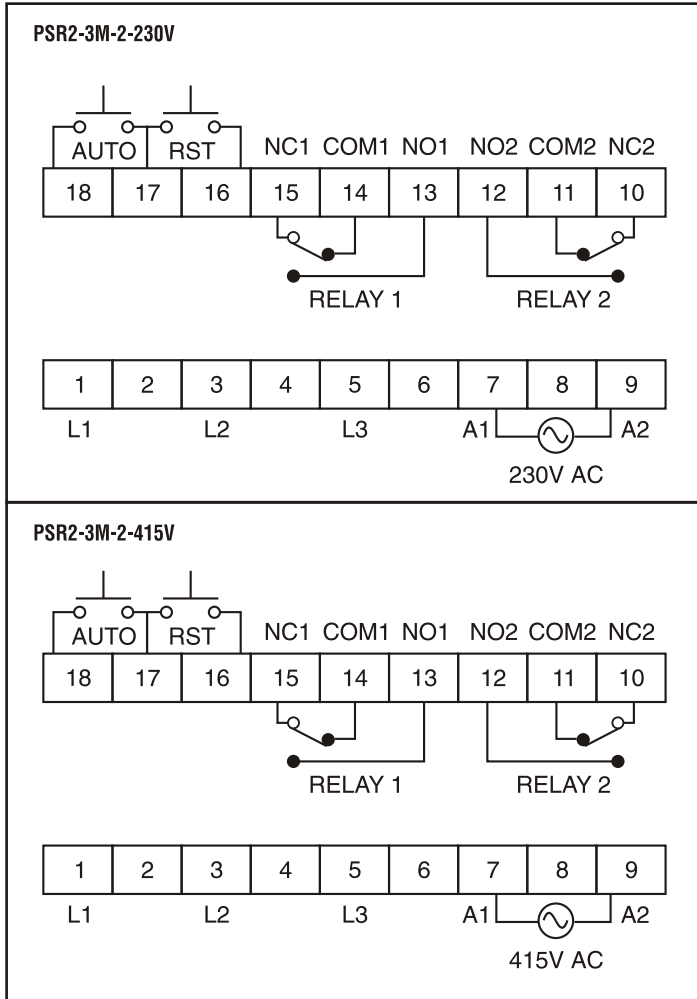 PSR2-3M-2-230V
AUTO RST NC1 COM1 NO1 NO2 COM2 NC2
18 17 16 15 14 13 12 11 10
RELAY 1 RELAY 2
1 2 3 4 5 6 7 8 9
L1 L2 L3 A1 A2
230V AC
PSR2-3M-2-415V
AUTO RST NC1 COM1 NO1 NO2 COM2 NC2
18 17 16 15 14 13 12 11 10
RELAY 1 RELAY 2
1 2 3 4 5 6 7 8 9
L1 L2 L3 A1 A2
415V AC